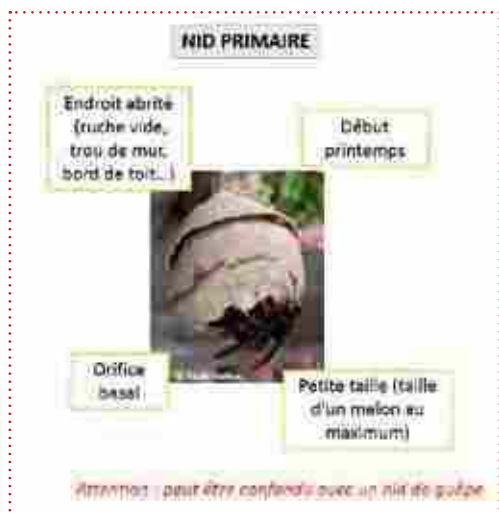 NID PRIMAIRE
Endroit abrité
(ruche vide,
trou de mur,
bord de toit...)
Début
printemps
Orifice
basal
Petite taille (taille
d'un melon au
maximum)
Attention : peut être confondu avec un nid de guêpe